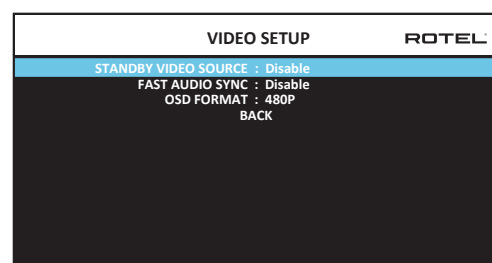 VIDEO SETUP
ROTEL
STANDBY VIDEO SOURCE : Disable
FAST AUDIO SYNC : Disable
OSD FORMAT : 480P
BACK